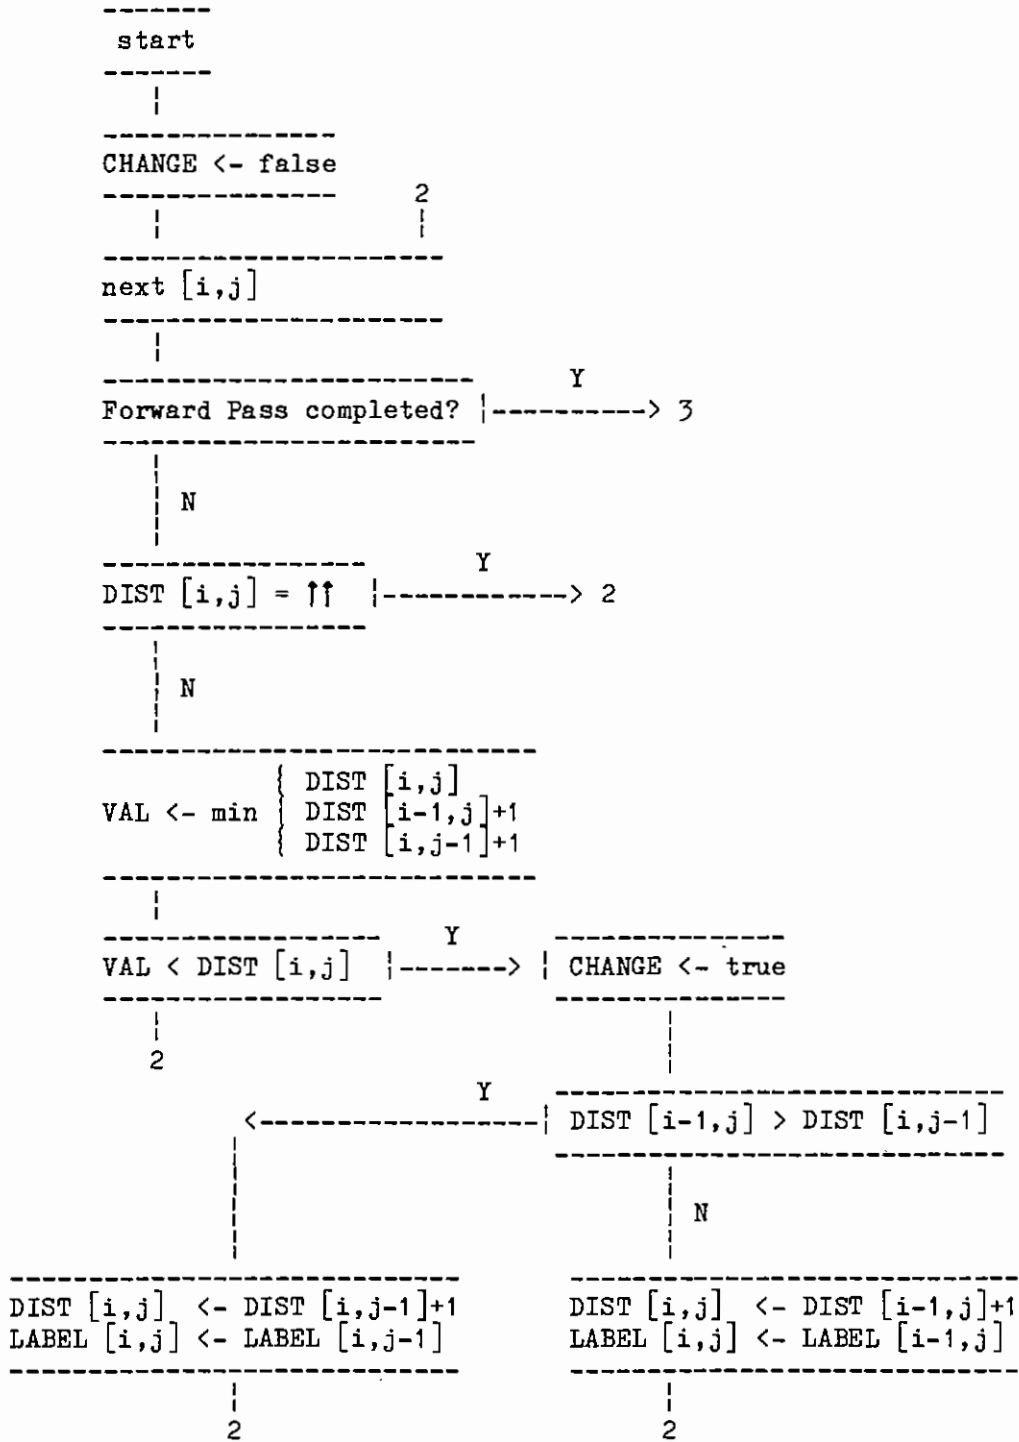 start
CHANGE <- false
2
next [i,j]
Y
Forward Pass completed? ----------> 3
N
Y
DIST [i,j] = ↑↑ ------------> 2
N
DIST [i,j]
VAL <- min DIST [i-1,j]+1
DIST [i,j-1]+1
Y
VAL < DIST [i,j] -------> CHANGE <- true
2
Y
<------------------ DIST [i-1,j] > DIST [i,j-1]
N
DIST [i,j] <- DIST [i,j-1]+1 DIST [i,j] <- DIST [i-1,j]+1
LABEL [i,j] <- LABEL [i,j-1] LABEL [i,j] <- LABEL [i-1,j]
2 2